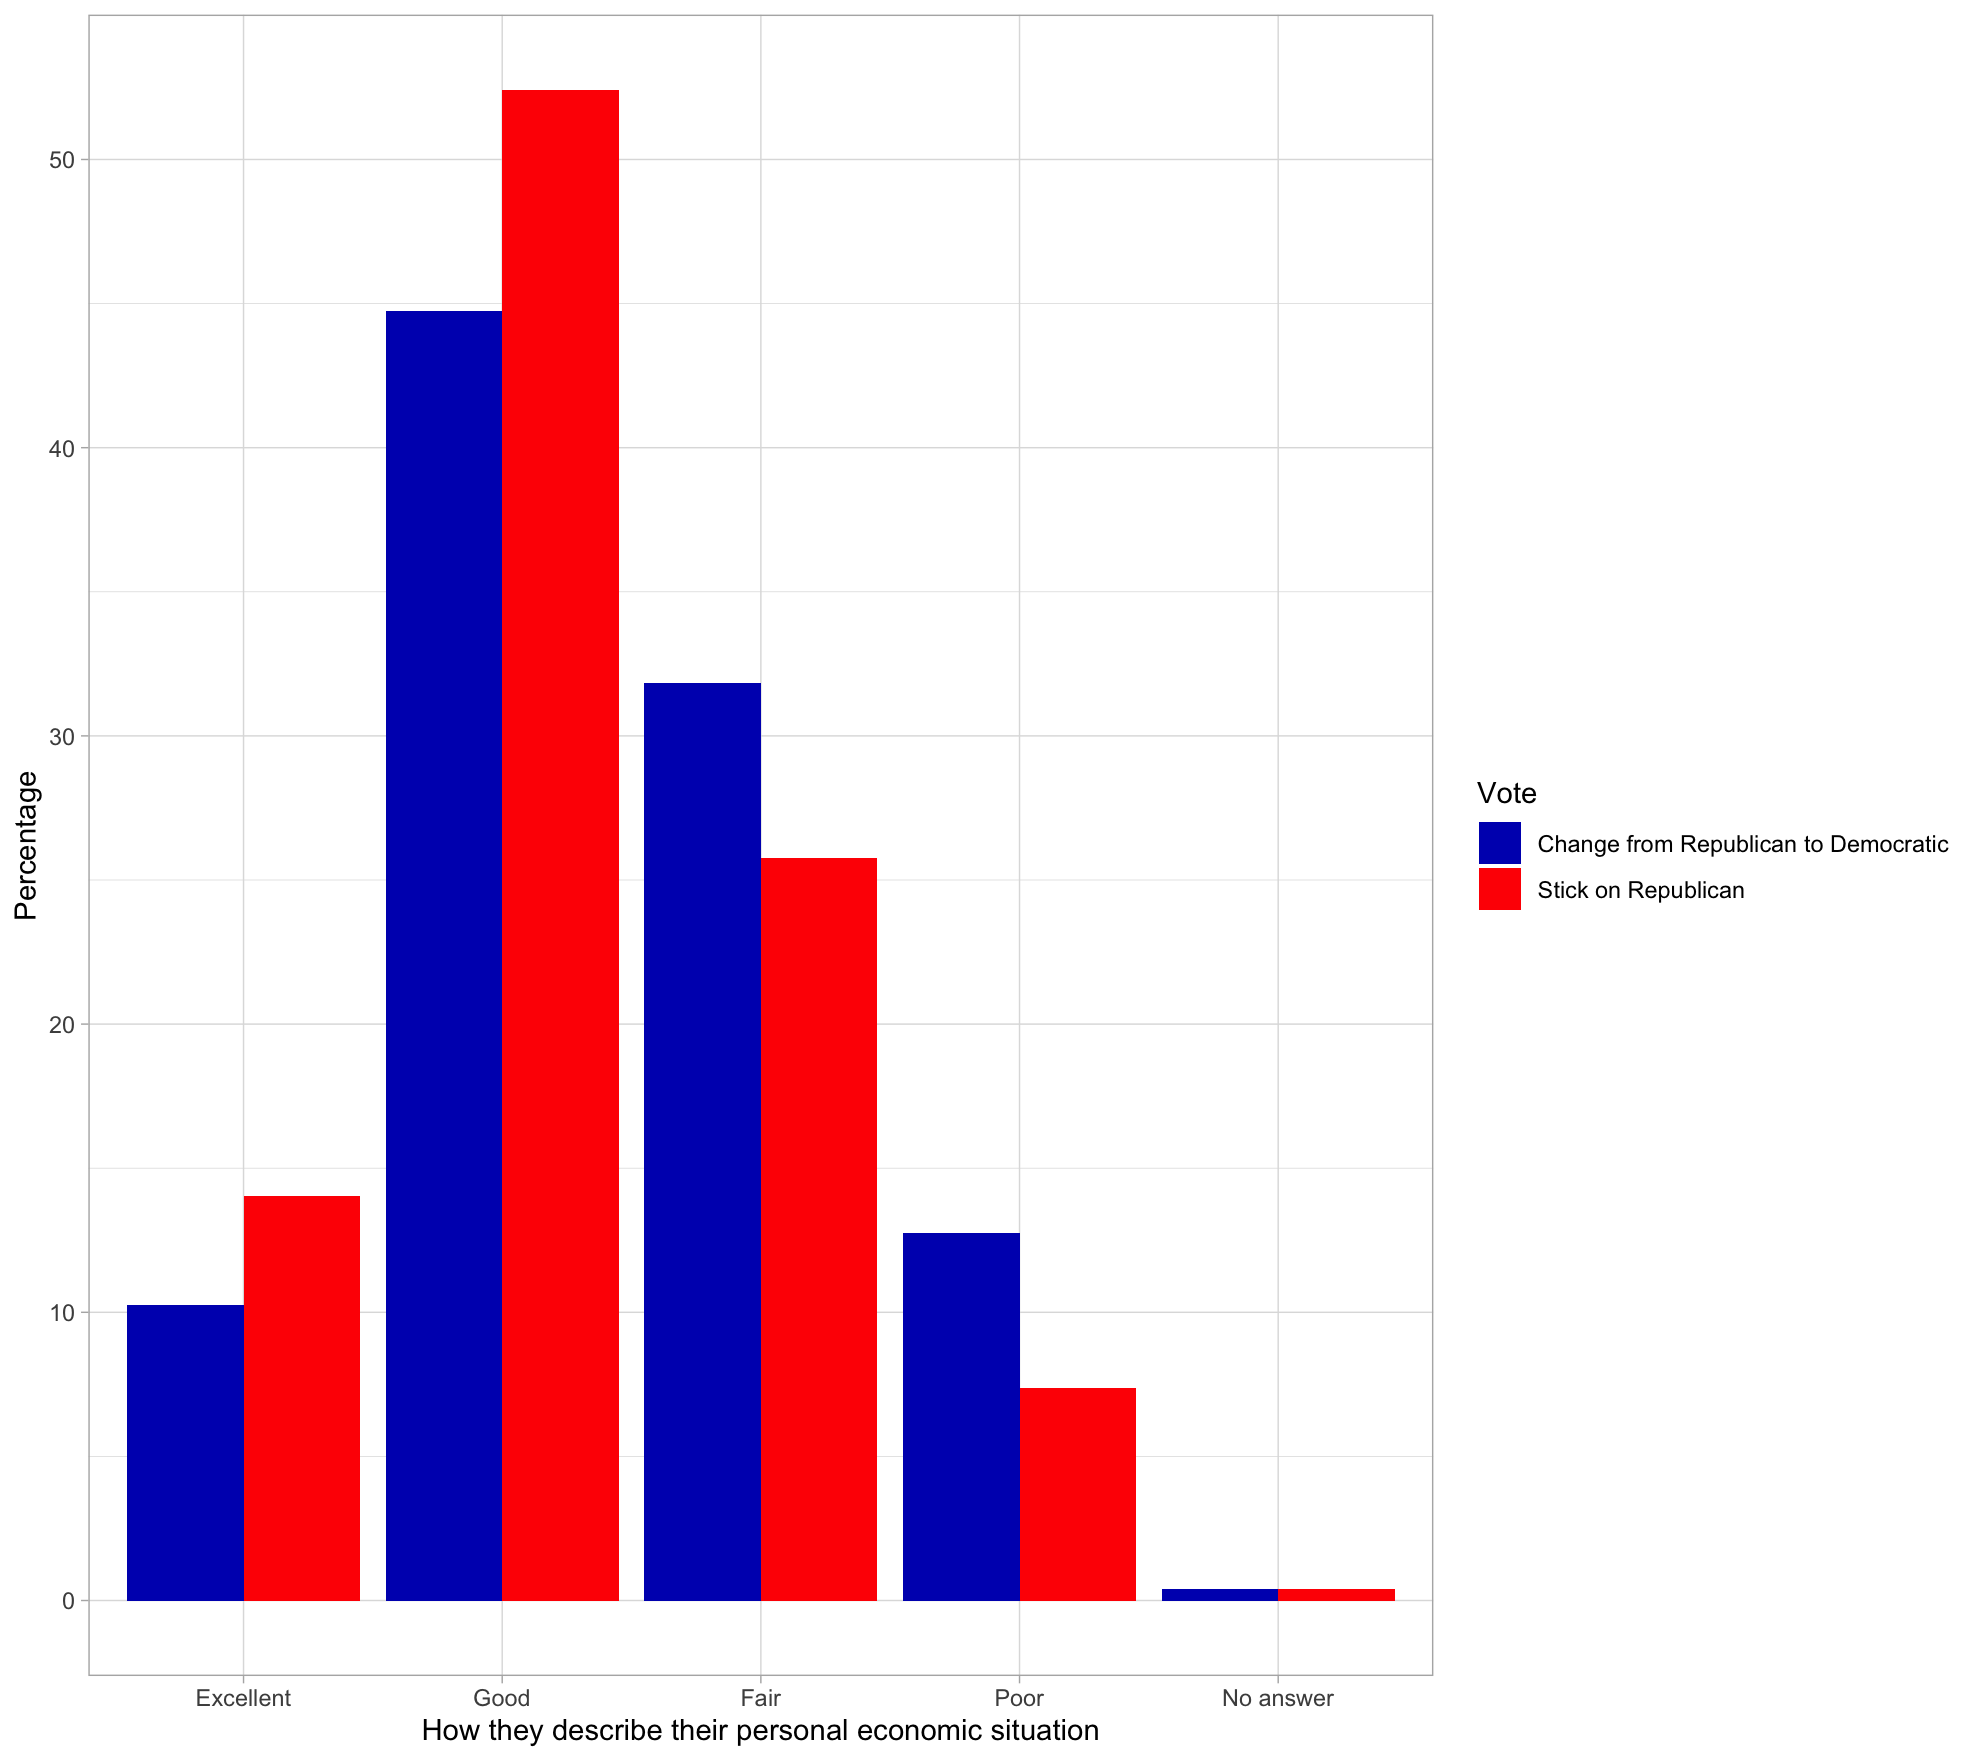 50
40
30
20
10
0
Percentage
Excellent
Good
Fair
Poor
No answer
How they describe their personal economic situation
Vote
Change from Republican to Democratic
Stick on Republican